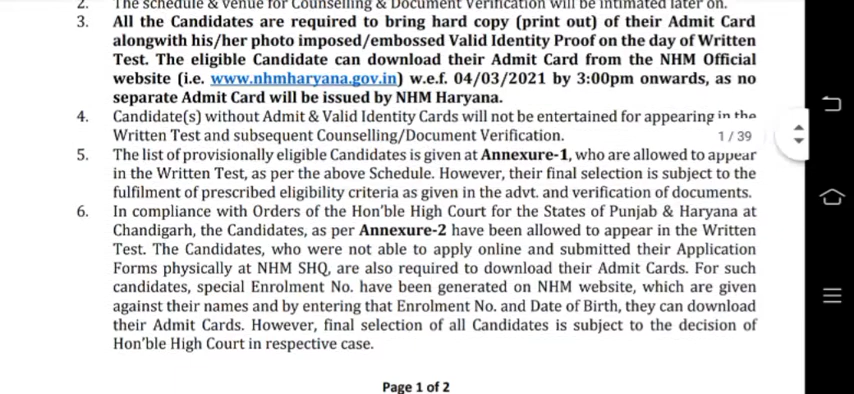 2. The schedule & venue for Counselling & Document Verification will be intimated later on.
3. All the Candidates are required to bring hard copy (print out) of their Admit Card
alongwith his/her photo imposed/embossed Valid Identity Proof on the day of Written
Test. The eligible Candidate can download their Admit Card from the NHM Official
website (i.e. www.nhmharyana.gov.in) w.e.f. 04/03/2021 by 3:00pm onwards, as no
separate Admit Card will be issued by NHM Haryana.
4. Candidate(s) without Admit & Valid Identity Cards will not be entertained for appearing in the
Written Test and subsequent Counselling/Document Verification.
1 / 39
5. The list of provisionally eligible Candidates is given at Annexure-1, who are allowed to appear
in the Written Test, as per the above Schedule. However, their final selection is subject to the
fulfilment of prescribed eligibility criteria as given in the advt. and verification of documents.
6. In compliance with Orders of the Hon'ble High Court for the States of Punjab & Haryana at
Chandigarh, the Candidates, as per Annexure-2 have been allowed to appear in the Written
Test. The Candidates, who were not able to apply online and submitted their Application
Forms physically at NHM SHQ, are also required to download their Admit Cards. For such
candidates, special Enrolment No. have been generated on NHM website, which are given
against their names and by entering that Enrolment No. and Date of Birth, they can download
their Admit Cards. However, final selection of all Candidates is subject to the decision of
Hon'ble High Court in respective case.
Page 1 of 2